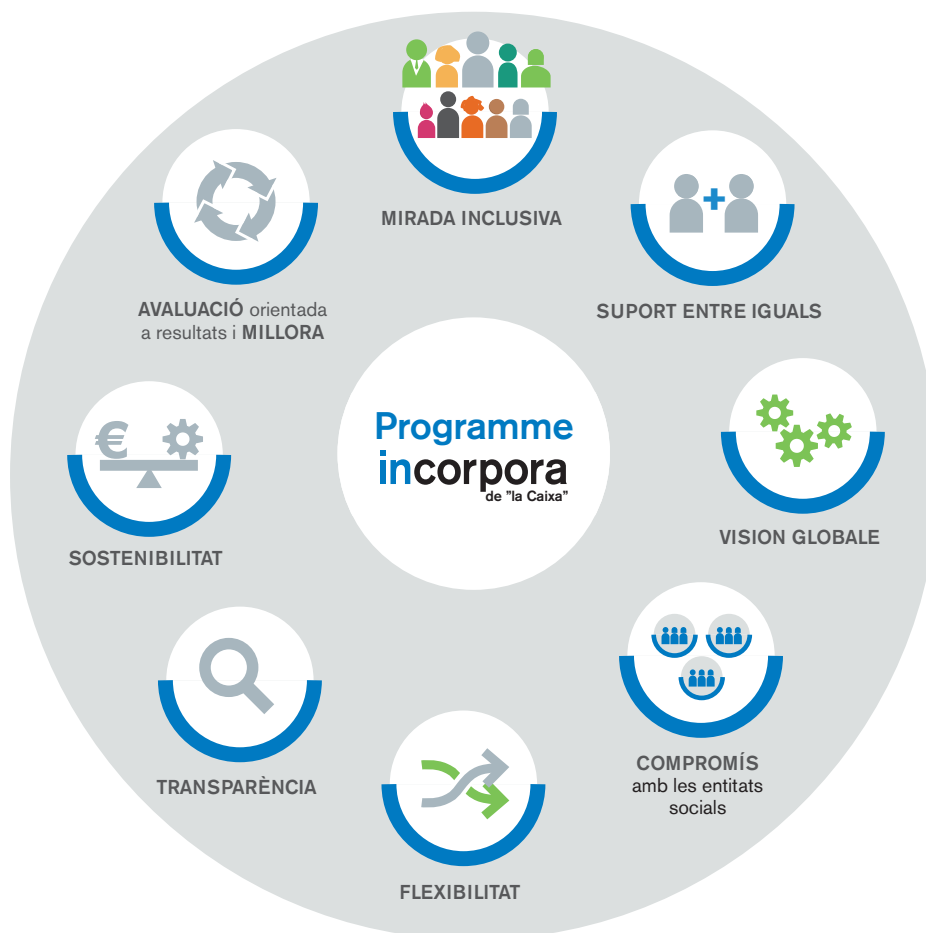 MIRADA INCLUSIVA
SUPORT ENTRE IGUALS
VISION GLOBALE
COMPROMÍS
amb les entitats
socials
FLEXIBILITAT
TRANSPARÈNCIA
€
SOSTENIBILITAT
AVALUACIÓ orientada
a resultats i MILLORA
Programme
incorpora
de "la Caixa"